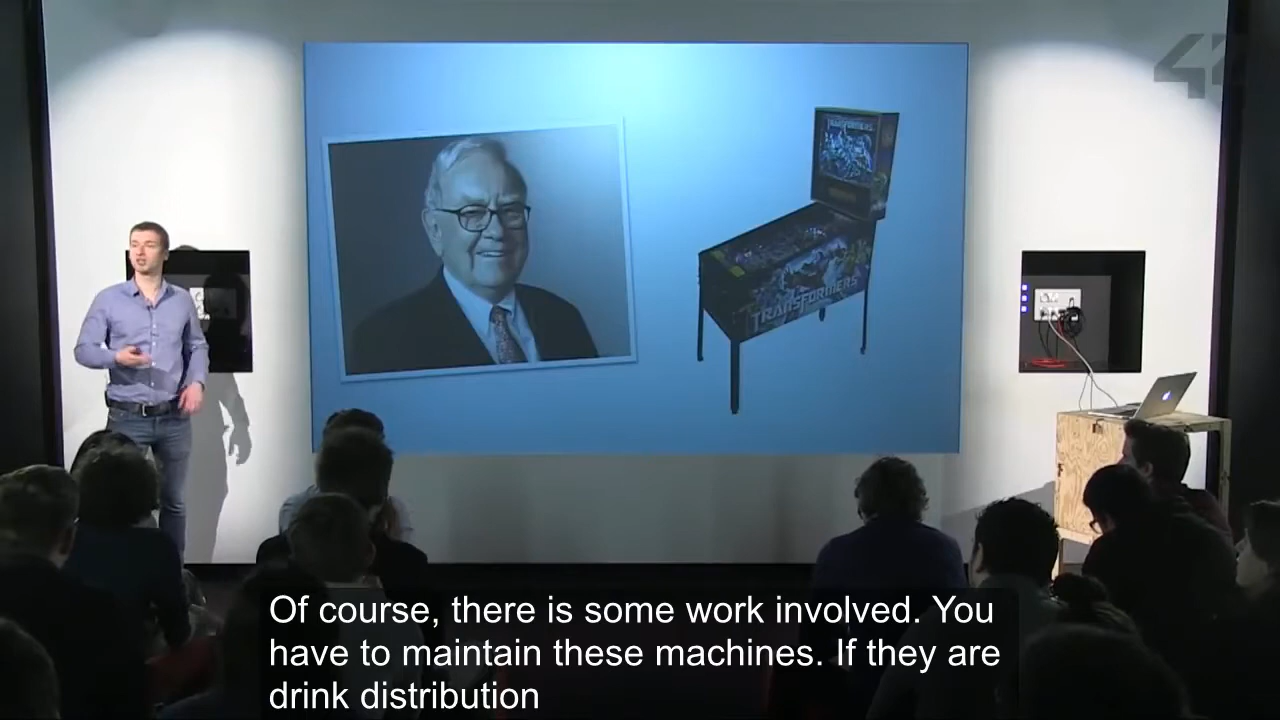 TRANSFORMERS
TRANSFORMERS
Of course, there is some work involved. You
have to maintain these machines. If they are
drink distribution